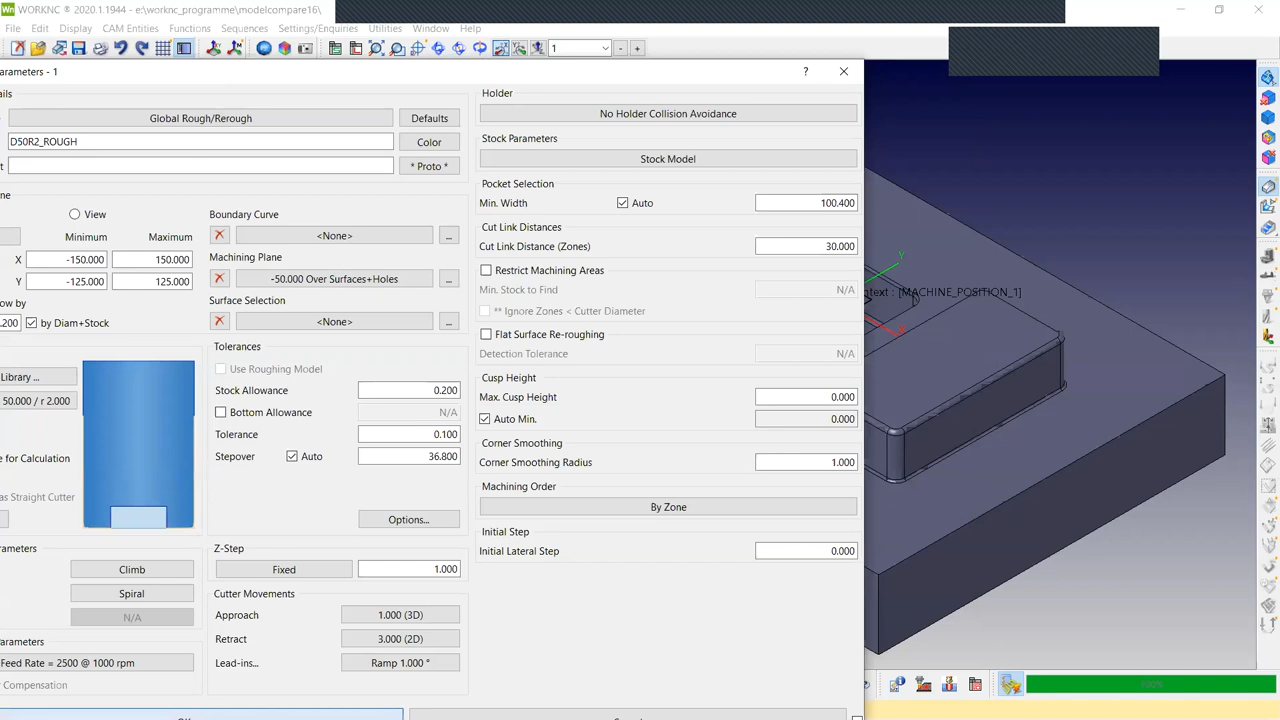 WORKNC ® 2020.1.1944 - e:\worknc_programme\modelcompare16\
File Edit Display CAM Entities Functions Sequences Settings/Enquiries Utilities Window Help
1
- +
arameters - 1
? 
ails
Global Rough/Rerough Defaults
D50R2_ROUGH Color
t * Proto *
ne
View
Minimum Maximum
X -150.000 150.000
Y -125.000 125.000
ow by
.200 by Diam+Stock
Boundary Curve
<None> ...
Machining Plane
-50.000 Over Surfaces+Holes ...
Surface Selection
<None> ...
Library ...
50.000 / r 2.000
e for Calculation
as Straight Cutter
Tolerances
Use Roughing Model
Stock Allowance 0.200
Bottom Allowance N/A
Tolerance 0.100
Stepover Auto 36.800
Options...
arameters
Climb
Spiral
N/A
Z-Step
Fixed 1.000
Cutter Movements
Approach 1.000 (3D)
Retract 3.000 (2D)
Lead-ins... Ramp 1.000 °
arameters
Feed Rate = 2500 @ 1000 rpm
r Compensation
Holder
No Holder Collision Avoidance
Stock Parameters
Stock Model
Pocket Selection
Min. Width Auto 100.400
Cut Link Distances
Cut Link Distance (Zones) 30.000
Restrict Machining Areas
Min. Stock to Find N/A
** Ignore Zones < Cutter Diameter
Flat Surface Re-roughing
Detection Tolerance N/A
Cusp Height
Max. Cusp Height 0.000
Auto Min. 0.000
Corner Smoothing
Corner Smoothing Radius 1.000
Machining Order
By Zone
Initial Step
Initial Lateral Step 0.000
Y
ntext : [MACHINE_POSITION_1]
X
100%